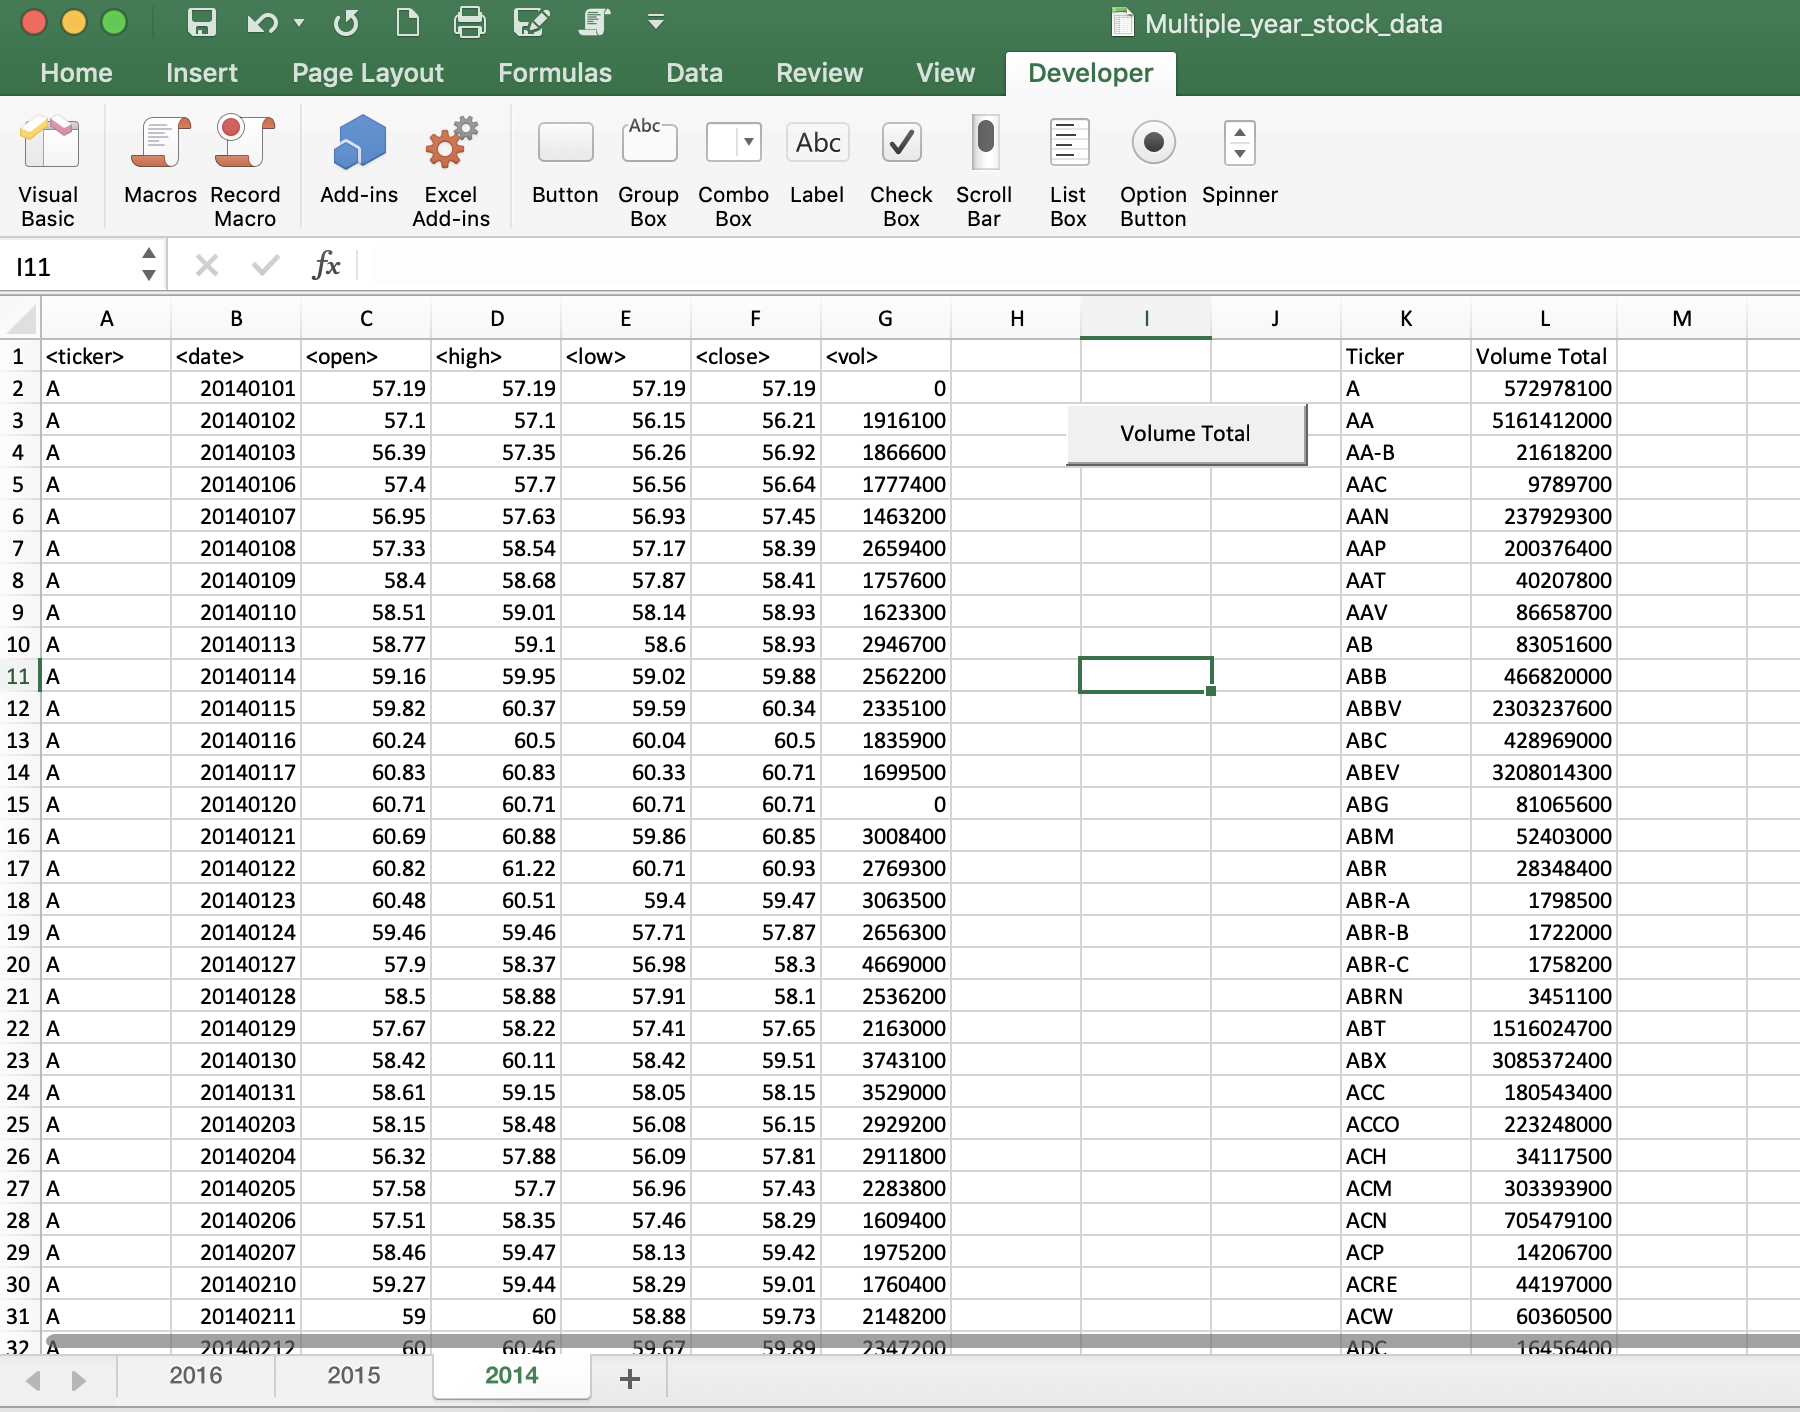 Multiple_year_stock_data
Home Insert Page Layout Formulas Data Review View Developer
Abc Abc
Visual Basic Macros Record Macro Add-ins Excel Add-ins Button Group Box Combo Box Label Check Box Scroll Bar List Box Option Button Spinner
I11 fx
A B C D E F G H I J K L M
1 <ticker> <date> <open> <high> <low> <close> <vol> Ticker Volume Total
2 A 20140101 57.19 57.19 57.19 57.19 0 A 572978100
3 A 20140102 57.1 57.1 56.15 56.21 1916100 AA 5161412000
Volume Total
4 A 20140103 56.39 57.35 56.26 56.92 1866600 AA-B 21618200
5 A 20140106 57.4 57.7 56.56 56.64 1777400 AAC 9789700
6 A 20140107 56.95 57.63 56.93 57.45 1463200 AAN 237929300
7 A 20140108 57.33 58.54 57.17 58.39 2659400 AAP 200376400
8 A 20140109 58.4 58.68 57.87 58.41 1757600 AAT 40207800
9 A 20140110 58.51 59.01 58.14 58.93 1623300 AAV 86658700
10 A 20140113 58.77 59.1 58.6 58.93 2946700 AB 83051600
11 A 20140114 59.16 59.95 59.02 59.88 2562200 ABB 466820000
12 A 20140115 59.82 60.37 59.59 60.34 2335100 ABBV 2303237600
13 A 20140116 60.24 60.5 60.04 60.5 1835900 ABC 428969000
14 A 20140117 60.83 60.83 60.33 60.71 1699500 ABEV 3208014300
15 A 20140120 60.71 60.71 60.71 60.71 0 ABG 81065600
16 A 20140121 60.69 60.88 59.86 60.85 3008400 ABM 52403000
17 A 20140122 60.82 61.22 60.71 60.93 2769300 ABR 28348400
18 A 20140123 60.48 60.51 59.4 59.47 3063500 ABR-A 1798500
19 A 20140124 59.46 59.46 57.71 57.87 2656300 ABR-B 1722000
20 A 20140127 57.9 58.37 56.98 58.3 4669000 ABR-C 1758200
21 A 20140128 58.5 58.88 57.91 58.1 2536200 ABRN 3451100
22 A 20140129 57.67 58.22 57.41 57.65 2163000 ABT 1516024700
23 A 20140130 58.42 60.11 58.42 59.51 3743100 ABX 3085372400
24 A 20140131 58.61 59.15 58.05 58.15 3529000 ACC 180543400
25 A 20140203 58.15 58.48 56.08 56.15 2929200 ACCO 223248000
26 A 20140204 56.32 57.88 56.09 57.81 2911800 ACH 34117500
27 A 20140205 57.58 57.7 56.96 57.43 2283800 ACM 303393900
28 A 20140206 57.51 58.35 57.46 58.29 1609400 ACN 705479100
29 A 20140207 58.46 59.47 58.13 59.42 1975200 ACP 14206700
30 A 20140210 59.27 59.44 58.29 59.01 1760400 ACRE 44197000
31 A 20140211 59 60 58.88 59.73 2148200 ACW 60360500
32 A 20140212 60 60.46 59.67 59.89 2347200 ADC 16456400
2016 2015 2014